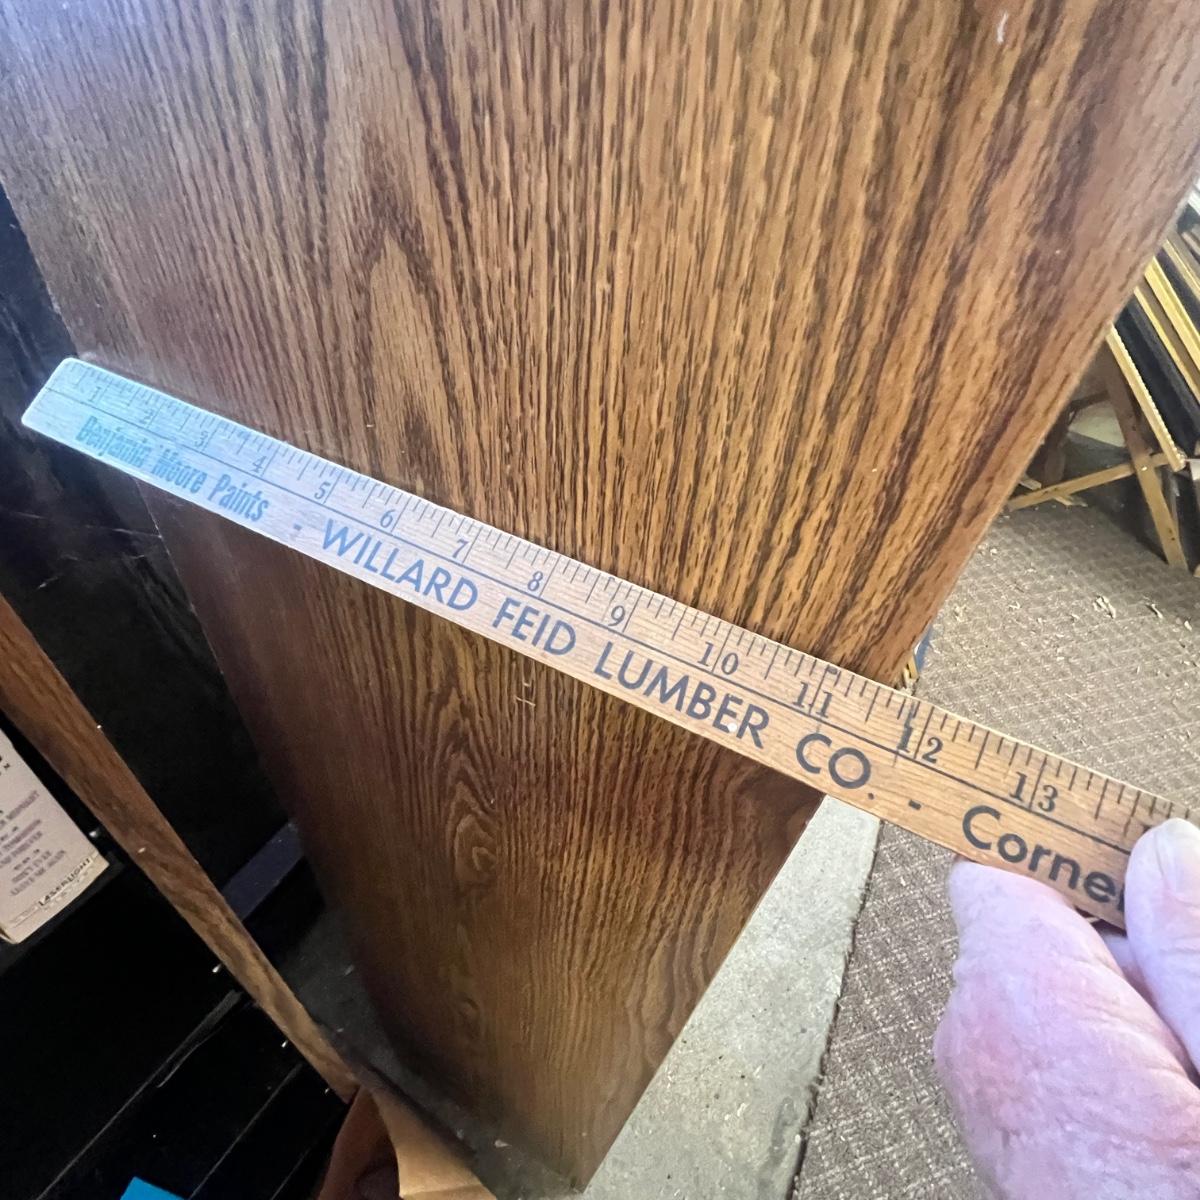 1 2 3 4 5 6 7 8 9 10 11 12 13
Benjamin Moore Paints - WILLARD FEID LUMBER CO. - Corner
LASERLIGHT